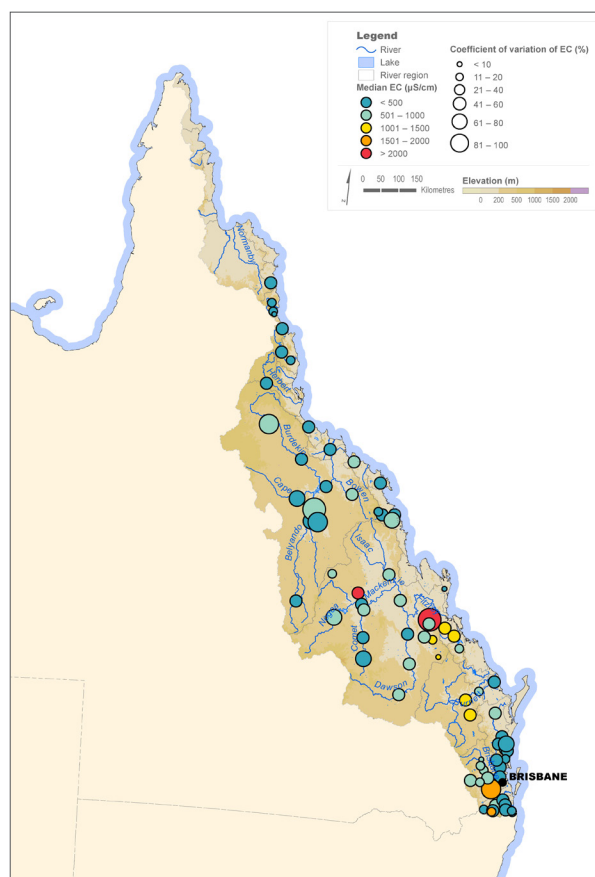 Legend
River
Lake
River region
Median EC (µS/cm)
< 500
501 – 1000
1001 – 1500
1501 – 2000
> 2000
Coefficient of variation of EC (%)
< 10
11 – 20
21 – 40
41 – 60
61 – 80
81 – 100
N
0 50 100 150
Kilometres
Elevation (m)
0 200 500 1000 1500 2000
Normanby
Herbert
Burdekin
Cape
Bowen
Belyando
Isaac
Mackenzie
Nogoa
Comet
Dawson
BRISBANE